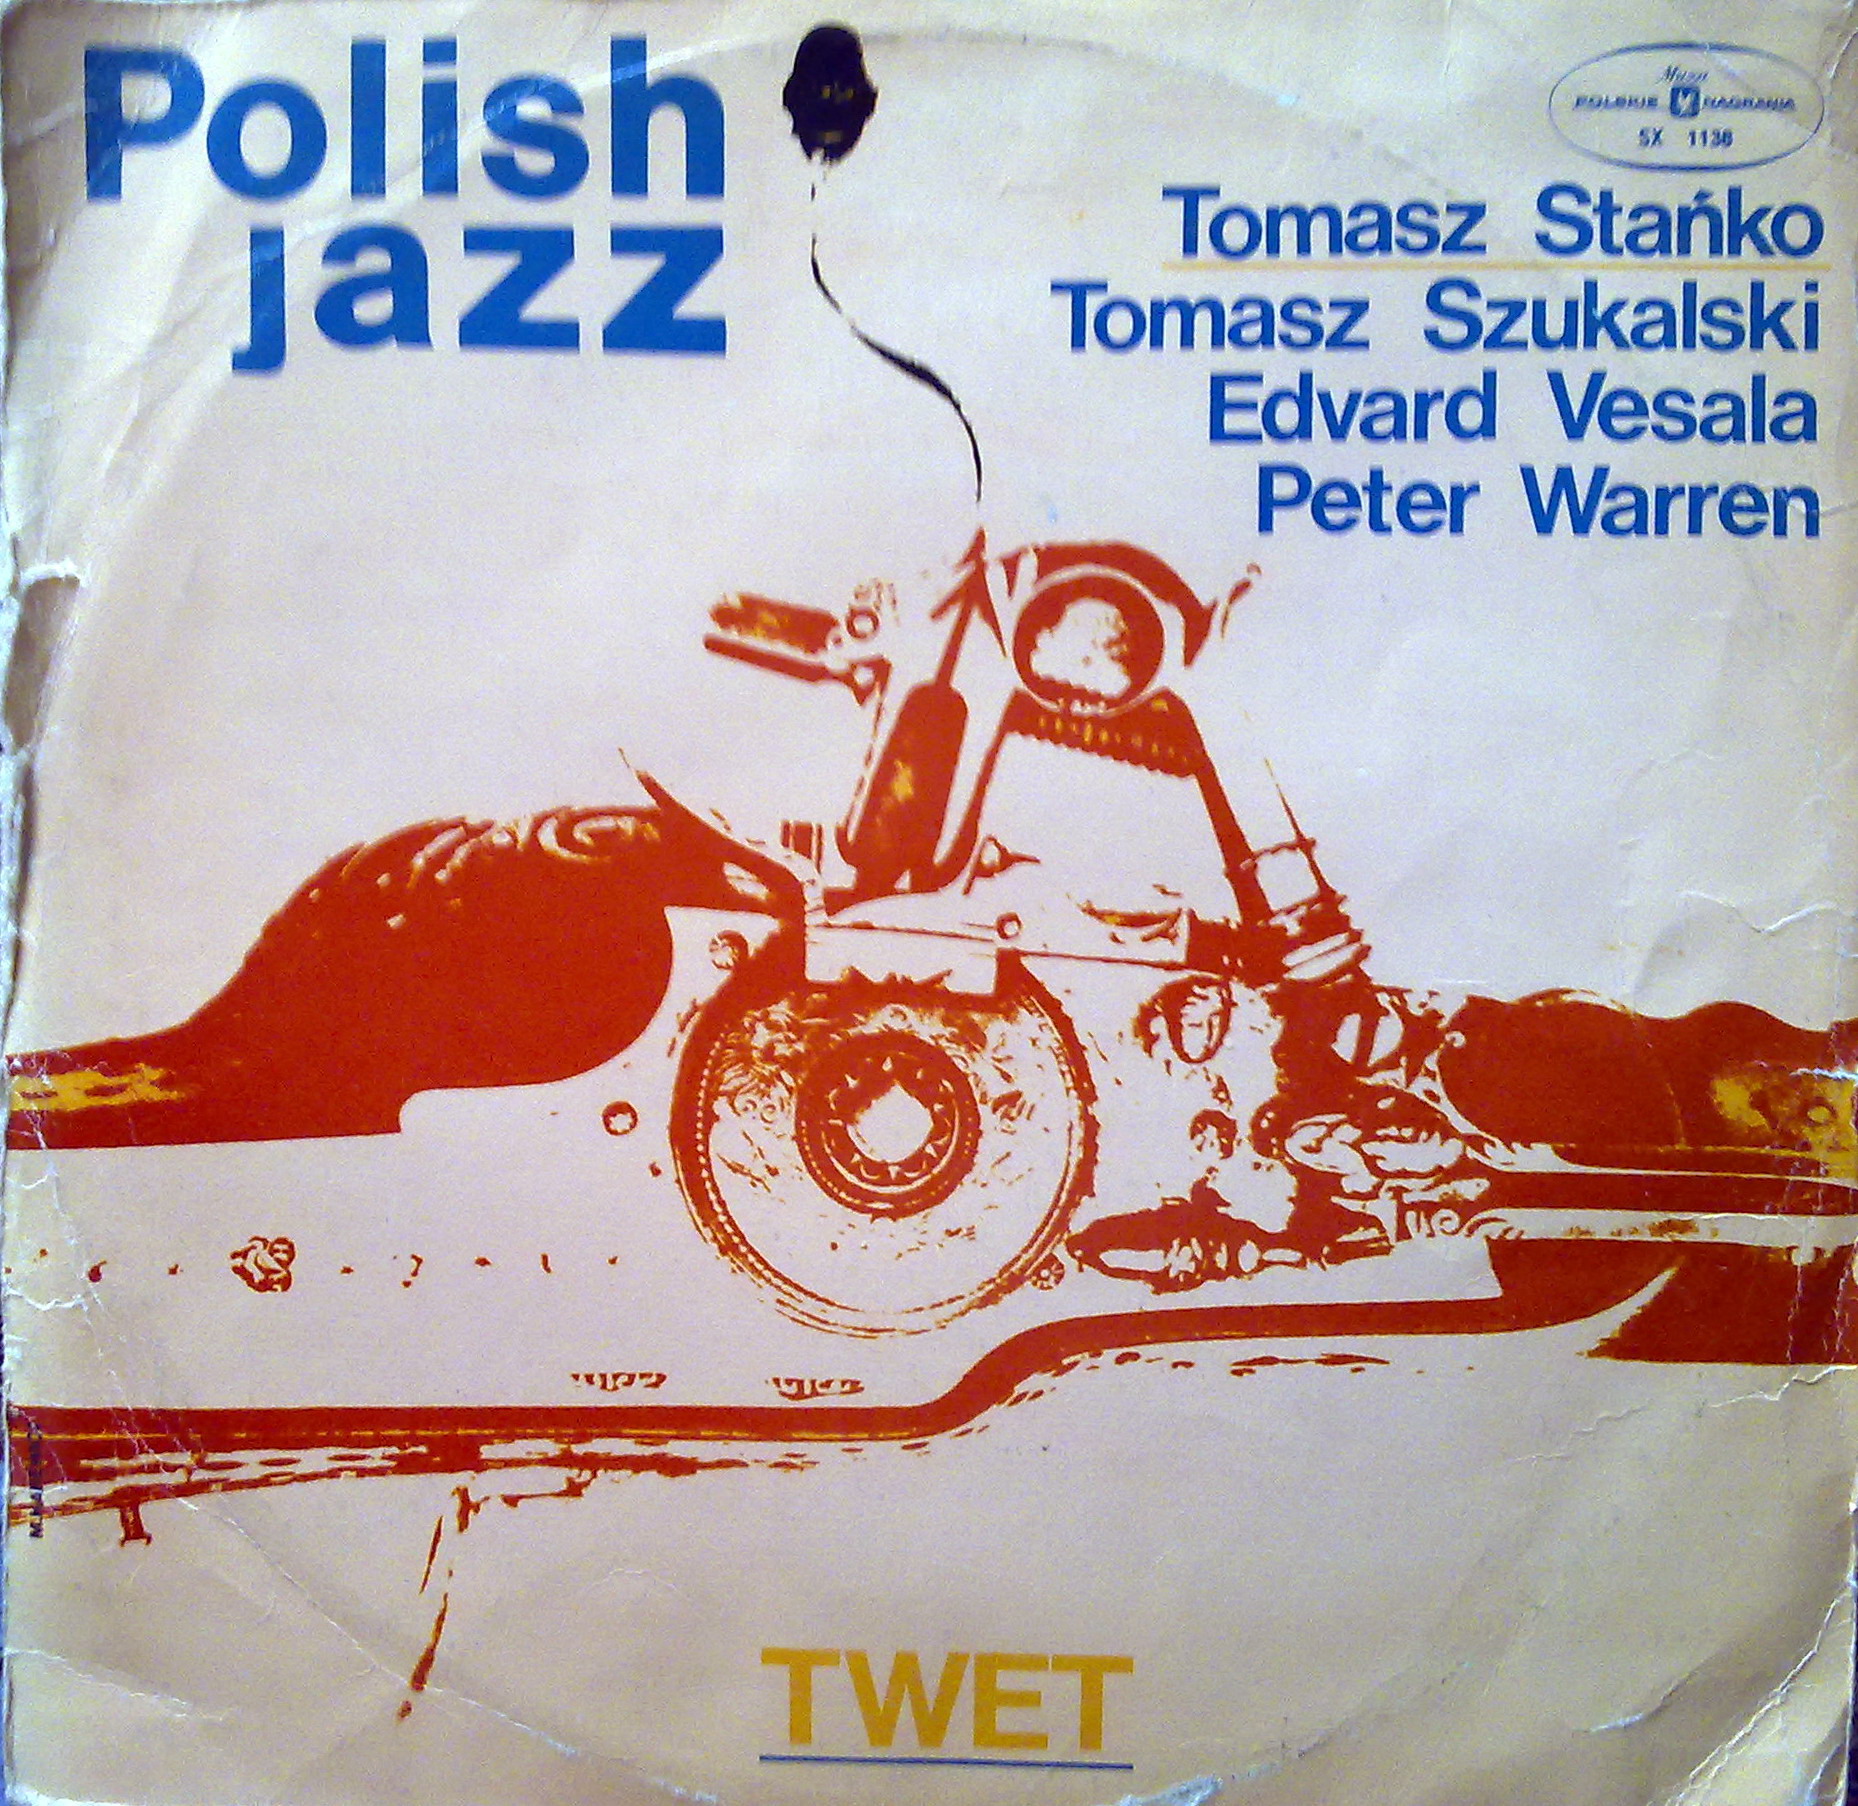 Polish
jazz
Muza
POLSKIE NAGRANIA
SX 1138
Tomasz Stańko
Tomasz Szukalski
Edvard Vesala
Peter Warren
TWET